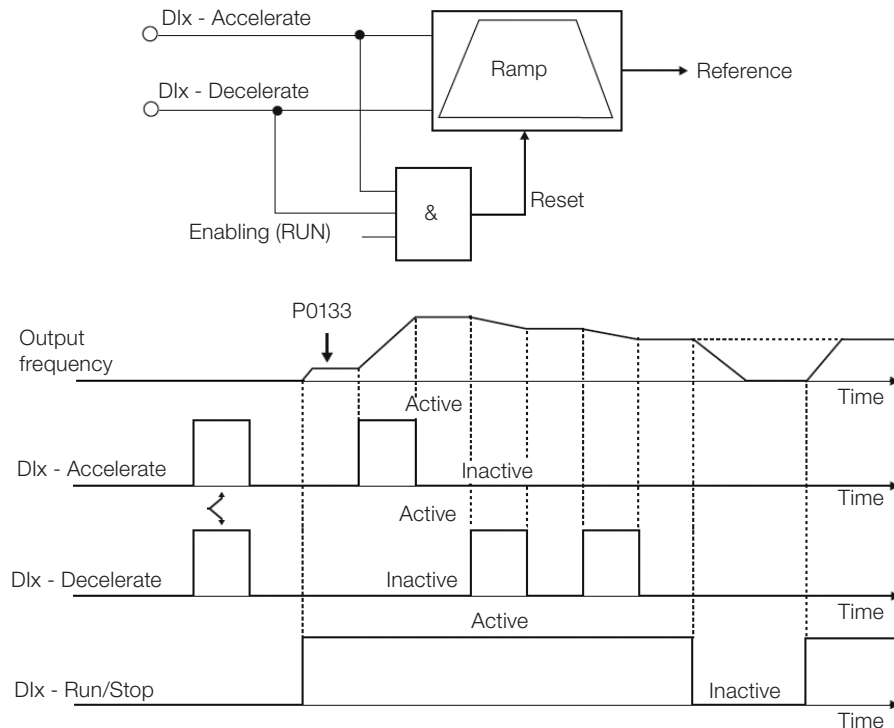 DIx - Accelerate
Ramp
Reference
DIx - Decelerate
&
Reset
Enabling (RUN)
P0133
Output
frequency
Time
Active
DIx - Accelerate
Inactive
Time
Active
DIx - Decelerate
Inactive
Time
Active
DIx - Run/Stop
Inactive
Time